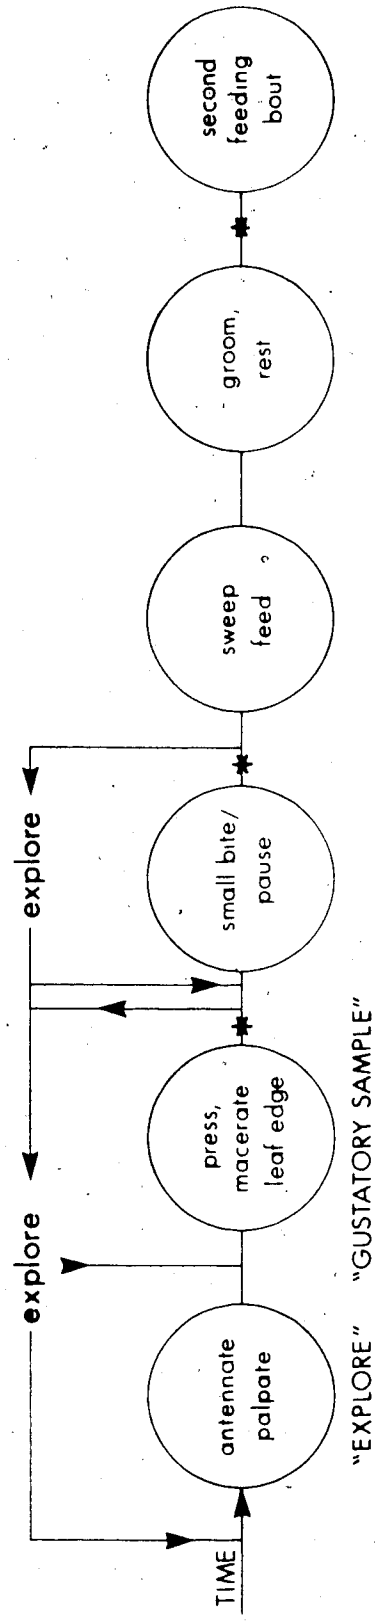 explore
explore
TIME
antennate
palpate
press,
macerate
leaf edge
small bite/
pause
sweep
feed
groom,
rest
second
feeding
bout
"EXPLORE"
"GUSTATORY SAMPLE"